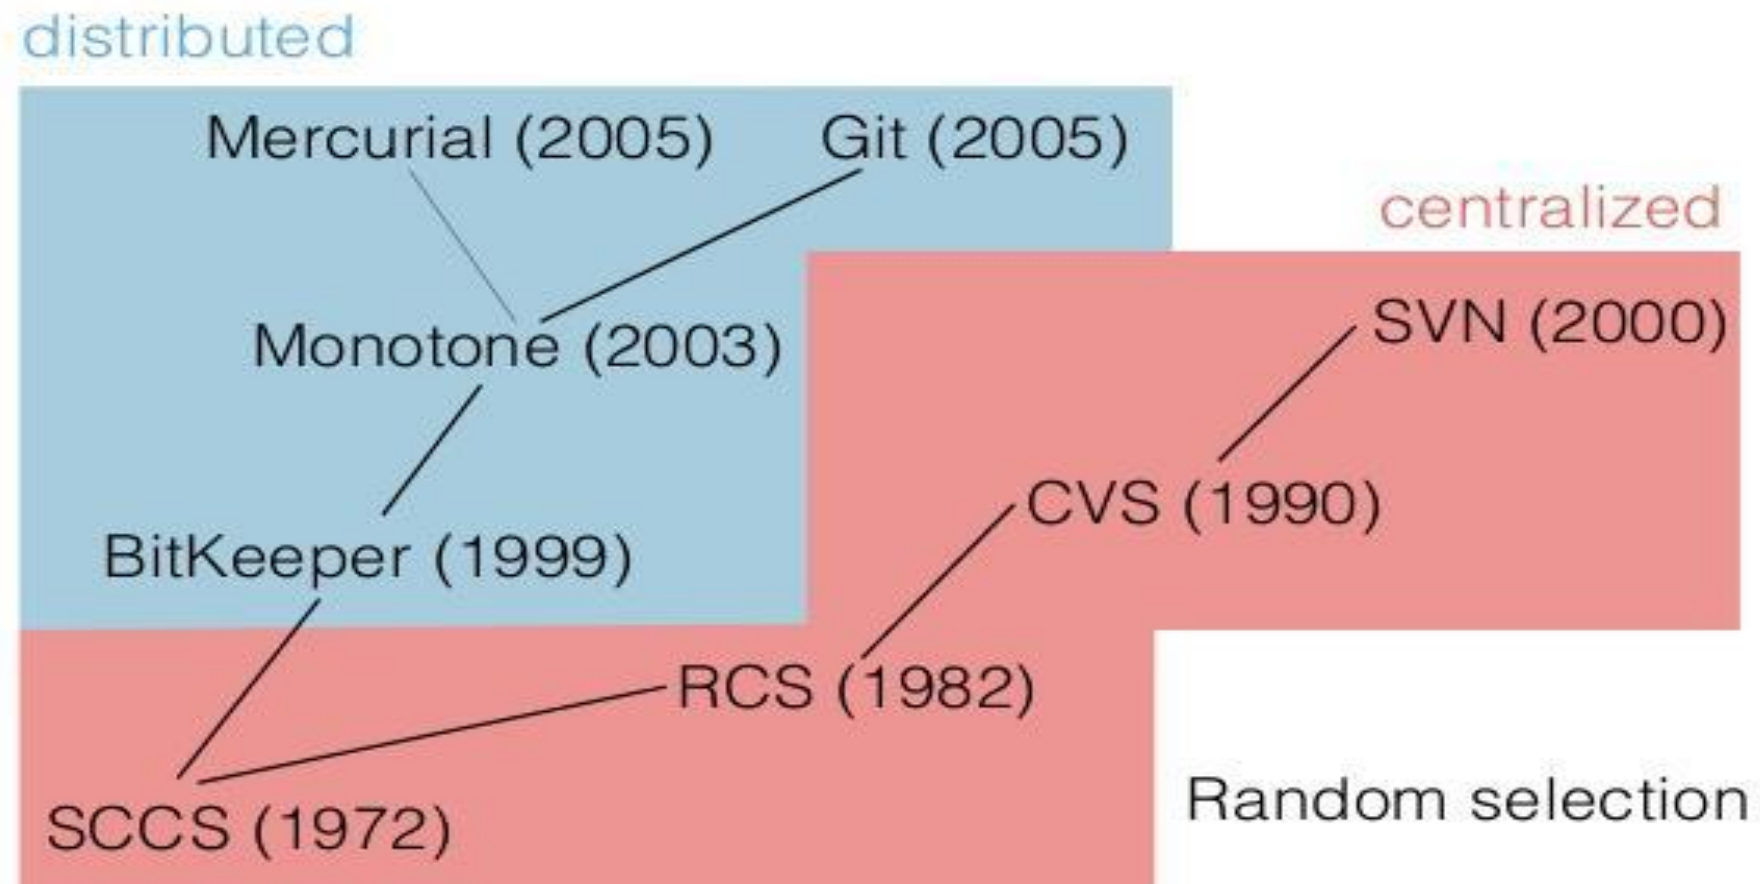 distributed
Mercurial (2005) Git (2005)
centralized
SVN (2000)
Monotone (2003)
CVS (1990)
BitKeeper (1999)
RCS (1982)
Random selection
SCCS (1972)